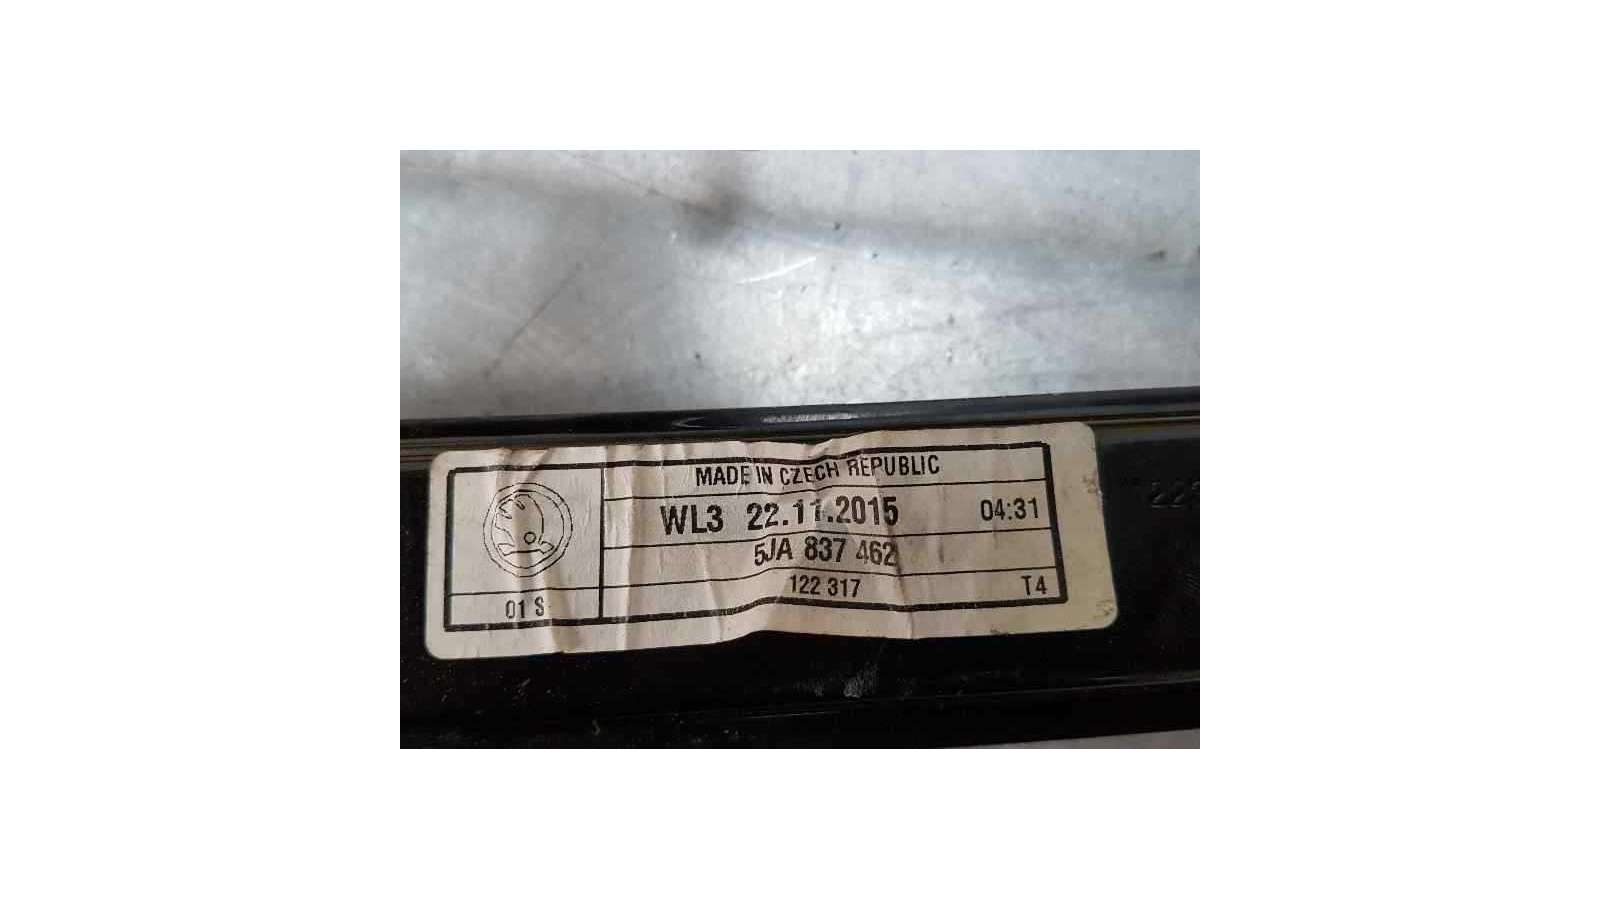 MADE IN CZECH REPUBLIC
WL3 22.11.2015 04:31
5JA 837 462
122 317 T4
01 S